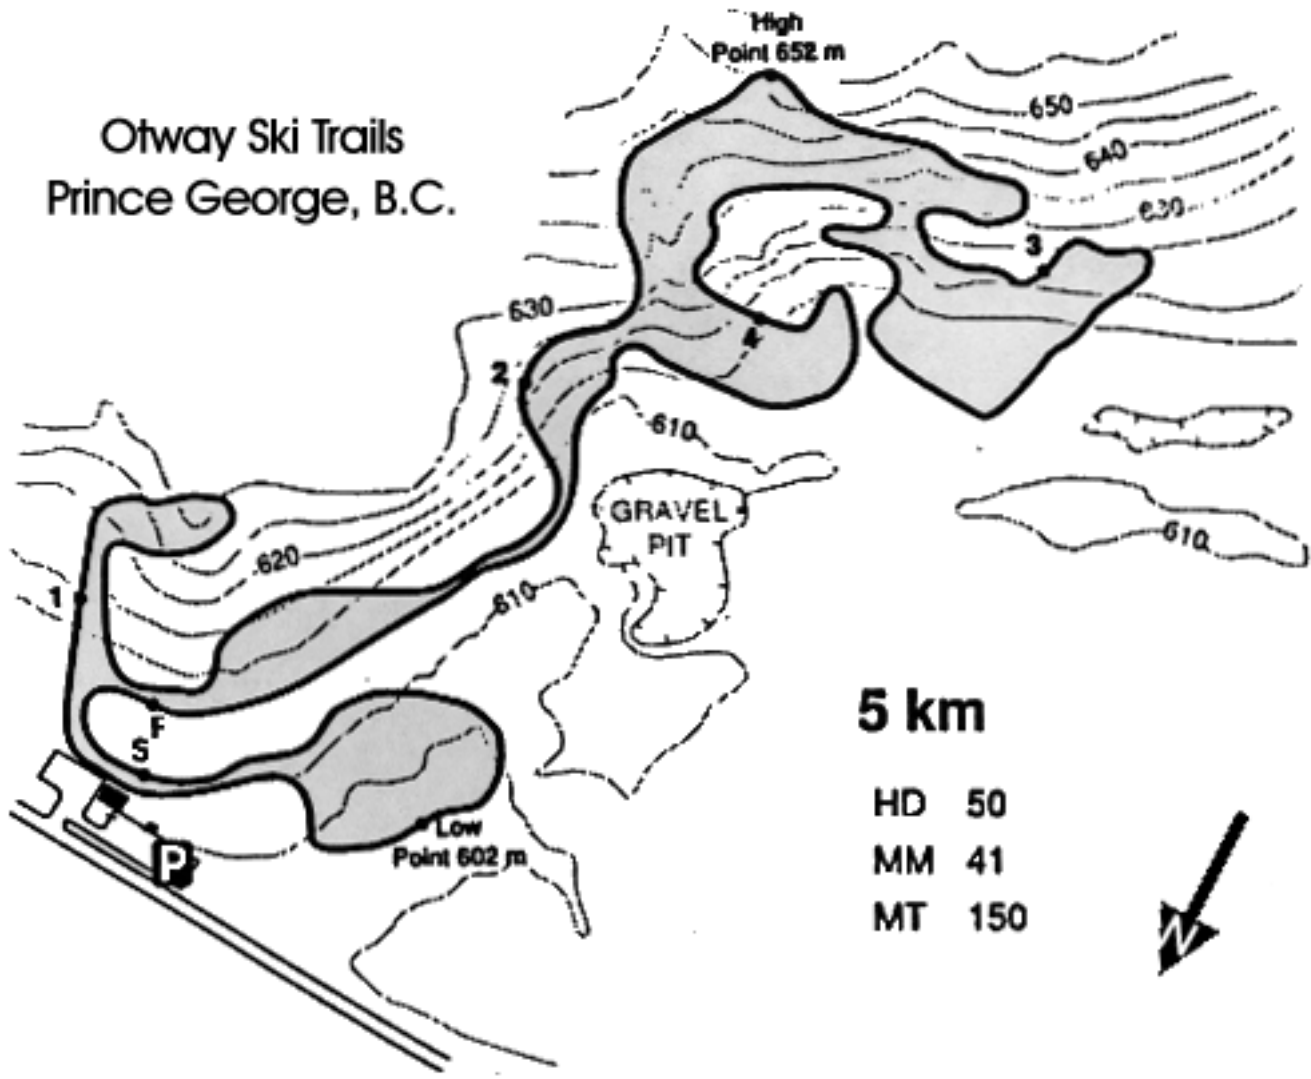 High
Point 652 m
Otway Ski Trails
Prince George, B.C.
650
640
630
3
630
4
2
610
GRAVEL
PIT
610
620
1
610
F
S
Low
Point 602 m
P
5 km
HD 50
MM 41
MT 150
N